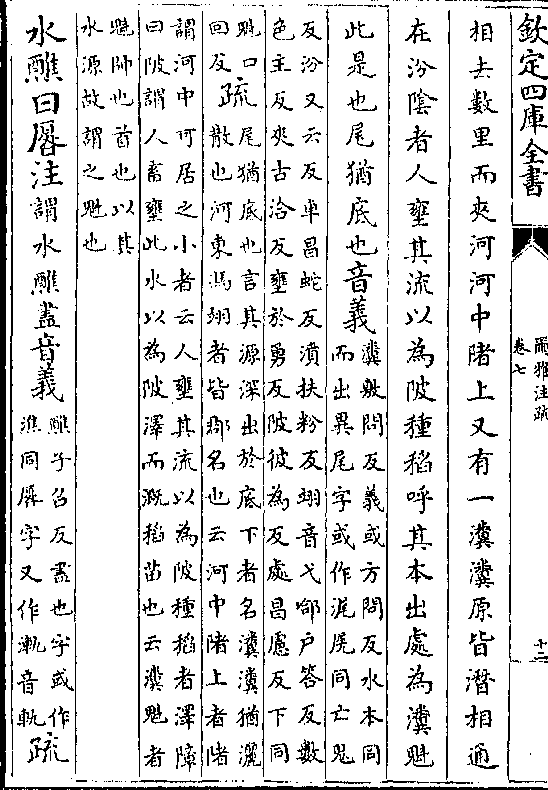 欽定四庫全書
爾雅注疏
卷七
十二
相去數里而夾河河中陼上又有一瀵瀵原皆潛相通
在汾陰者人壅其流以為陂種稻呼其本出處為瀵魁
此是也尾猶底也音義
瀵敷問反義或方問反水本同
而出異尾字或作浘浘同亡鬼
反汾又云反車昌蛇反濆扶粉反翊音弋郃户答反數
色主反夾古洽反壅於勇反陂彼為反處昌慮反下同
魁口
回反
疏
尾猶底也言其源深出於底下者名瀵瀵猶灑
散也河東馮翊者皆郡名也云河中陼上者陼
謂河中可居之小者云人壅其流以為陂種稻者澤障
曰陂謂人畜壅此水以為陂澤而溉稻苗也云瀵魁者
魁帥也首也以其
水源故謂之魁也
水醮曰厬注謂水醮盡音義
醮子召反盡也字或作
潐同厬字又作音軌
疏